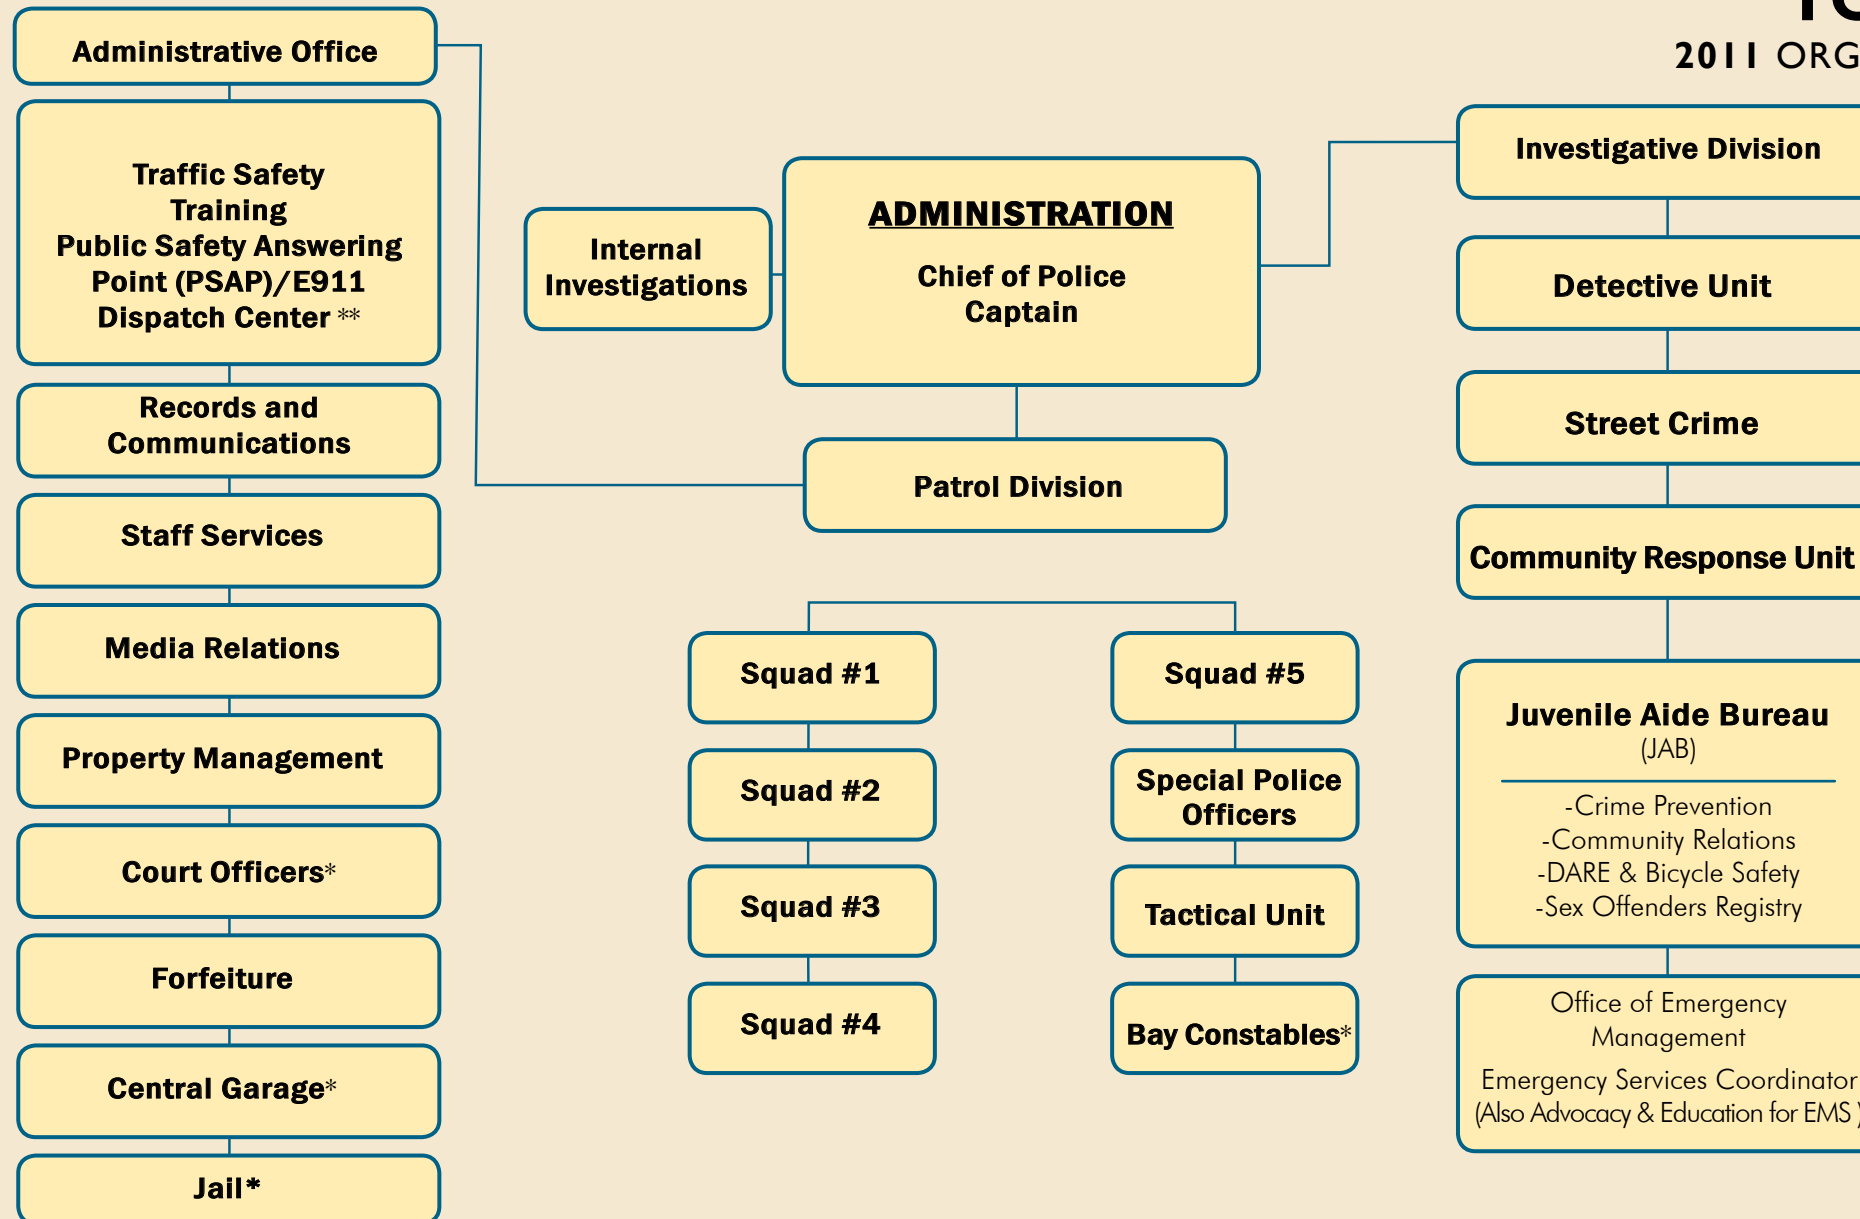 2011 ORG
Administrative Office
Traffic Safety
Training
Public Safety Answering
Point (PSAP)/E911
Dispatch Center **
Records and
Communications
Staff Services
Media Relations
Property Management
Court Officers*
Forfeiture
Central Garage*
Jail*
Internal
Investigations
ADMINISTRATION
Chief of Police
Captain
Patrol Division
Squad #1
Squad #2
Squad #3
Squad #4
Squad #5
Special Police
Officers
Tactical Unit
Bay Constables*
Investigative Division
Detective Unit
Street Crime
Community Response Unit
Juvenile Aide Bureau
(JAB)
-Crime Prevention
-Community Relations
-DARE & Bicycle Safety
-Sex Offenders Registry
Office of Emergency
Management
Emergency Services Coordinator
(Also Advocacy & Education for EMS )